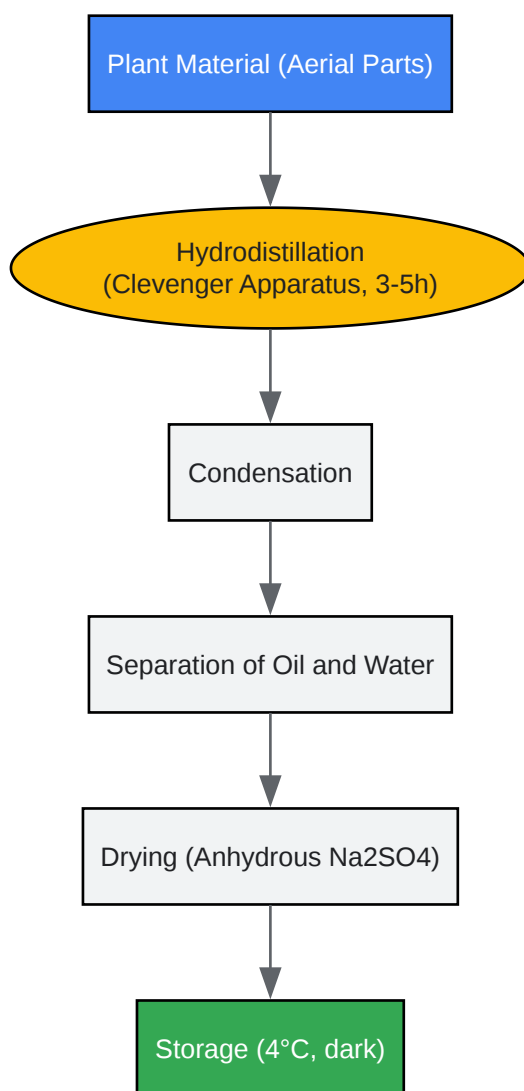 Plant Material (Aerial Parts)
Hydrodistillation
(Clevenger Apparatus, 3-5h)
Condensation
Separation of Oil and Water
Drying (Anhydrous Na2SO4)
Storage (4°C, dark)